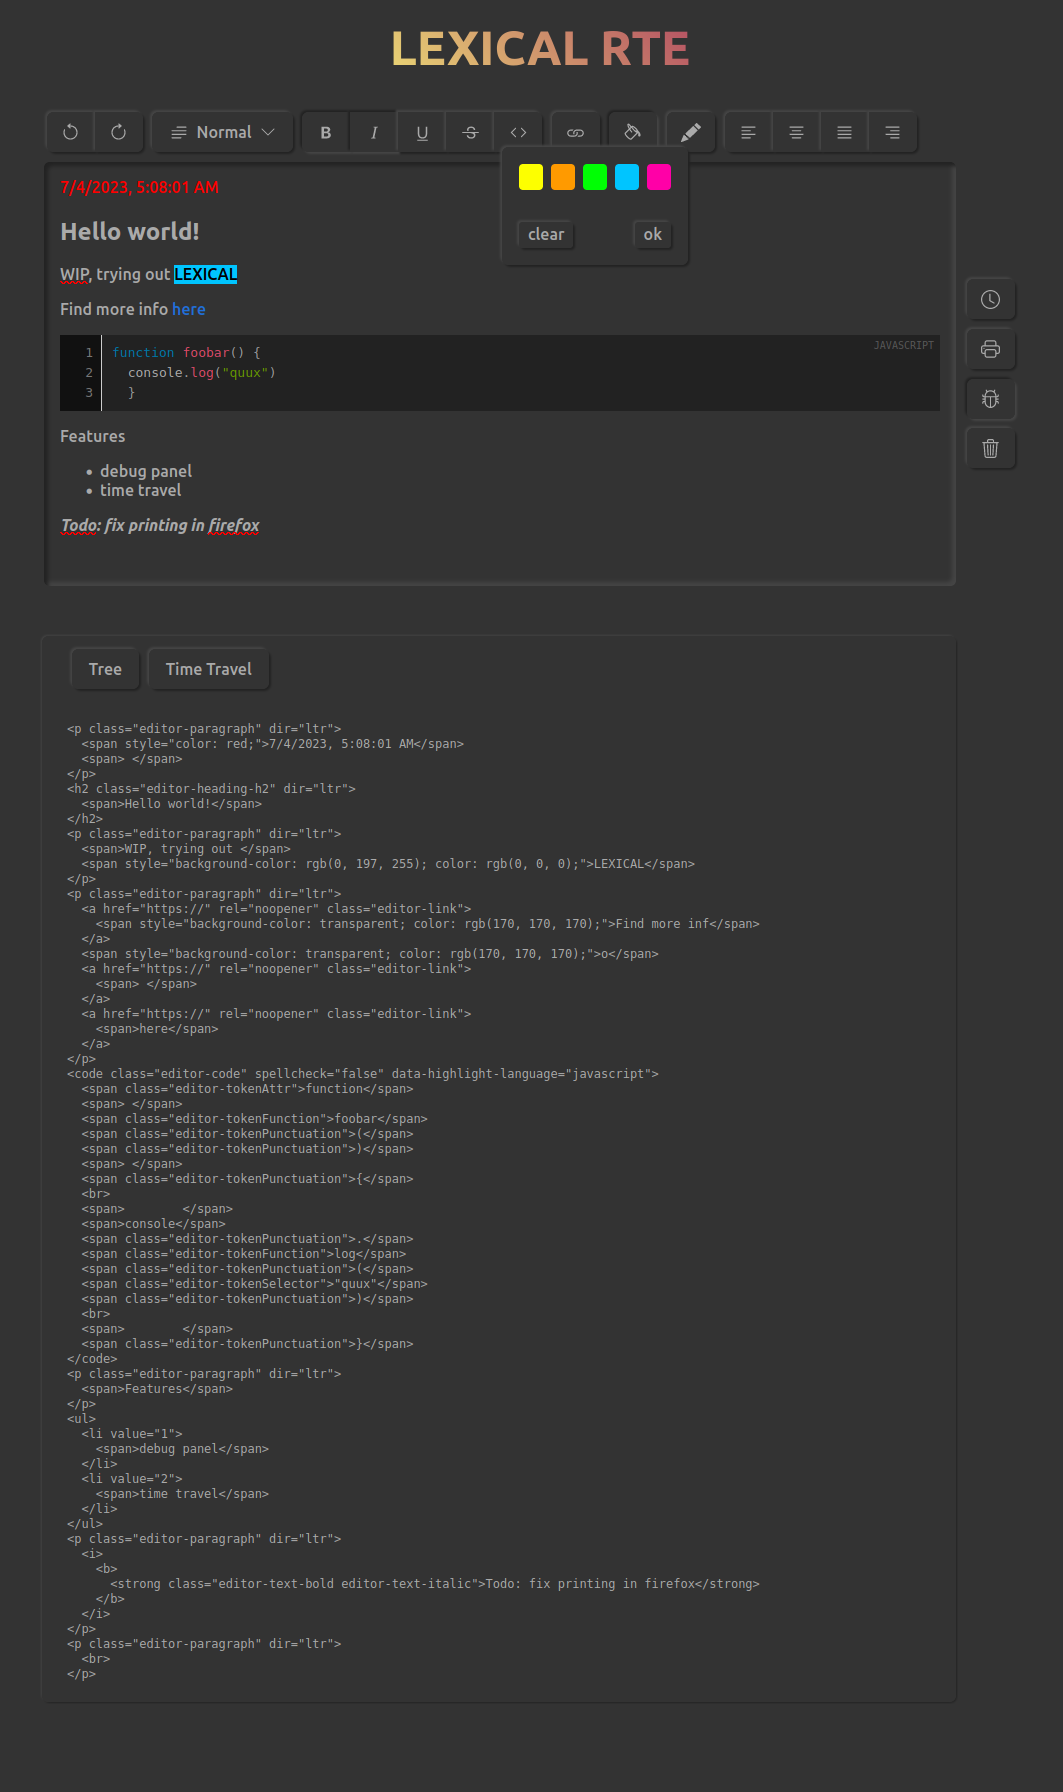 LEXICAL RTE
Normal
B I U S <>
7/4/2023, 5:08:01 AM
clear ok
Hello world!
WIP, trying out LEXICAL
Find more info here
JAVASCRIPT
1 function foobar() {
2   console.log("quux")
3   }
Features
• debug panel
• time travel
Todo: fix printing in firefox
Tree Time Travel
<p class="editor-paragraph" dir="ltr">
  <span style="color: red;">7/4/2023, 5:08:01 AM</span>
  <span> </span>
</p>
<h2 class="editor-heading-h2" dir="ltr">
  <span>Hello world!</span>
</h2>
<p class="editor-paragraph" dir="ltr">
  <span>WIP, trying out </span>
  <span style="background-color: rgb(0, 197, 255); color: rgb(0, 0, 0);">LEXICAL</span>
</p>
<p class="editor-paragraph" dir="ltr">
  <a href="https://" rel="noopener" class="editor-link">
    <span style="background-color: transparent; color: rgb(170, 170, 170);">Find more inf</span>
  </a>
  <span style="background-color: transparent; color: rgb(170, 170, 170);">o</span>
  <a href="https://" rel="noopener" class="editor-link">
    <span> </span>
  </a>
  <a href="https://" rel="noopener" class="editor-link">
    <span>here</span>
  </a>
</p>
<code class="editor-code" spellcheck="false" data-highlight-language="javascript">
  <span class="editor-tokenAttr">function</span>
  <span> </span>
  <span class="editor-tokenFunction">foobar</span>
  <span class="editor-tokenPunctuation">(</span>
  <span class="editor-tokenPunctuation">)</span>
  <span> </span>
  <span class="editor-tokenPunctuation">{</span>
  <br>
  <span>        </span>
  <span>console</span>
  <span class="editor-tokenPunctuation">.</span>
  <span class="editor-tokenFunction">log</span>
  <span class="editor-tokenPunctuation">(</span>
  <span class="editor-tokenSelector">"quux"</span>
  <span class="editor-tokenPunctuation">)</span>
  <br>
  <span>        </span>
  <span class="editor-tokenPunctuation">}</span>
</code>
<p class="editor-paragraph" dir="ltr">
  <span>Features</span>
</p>
<ul>
  <li value="1">
    <span>debug panel</span>
  </li>
  <li value="2">
    <span>time travel</span>
  </li>
</ul>
<p class="editor-paragraph" dir="ltr">
  <i>
    <b>
      <strong class="editor-text-bold editor-text-italic">Todo: fix printing in firefox</strong>
    </b>
  </i>
</p>
<p class="editor-paragraph" dir="ltr">
  <br>
</p>